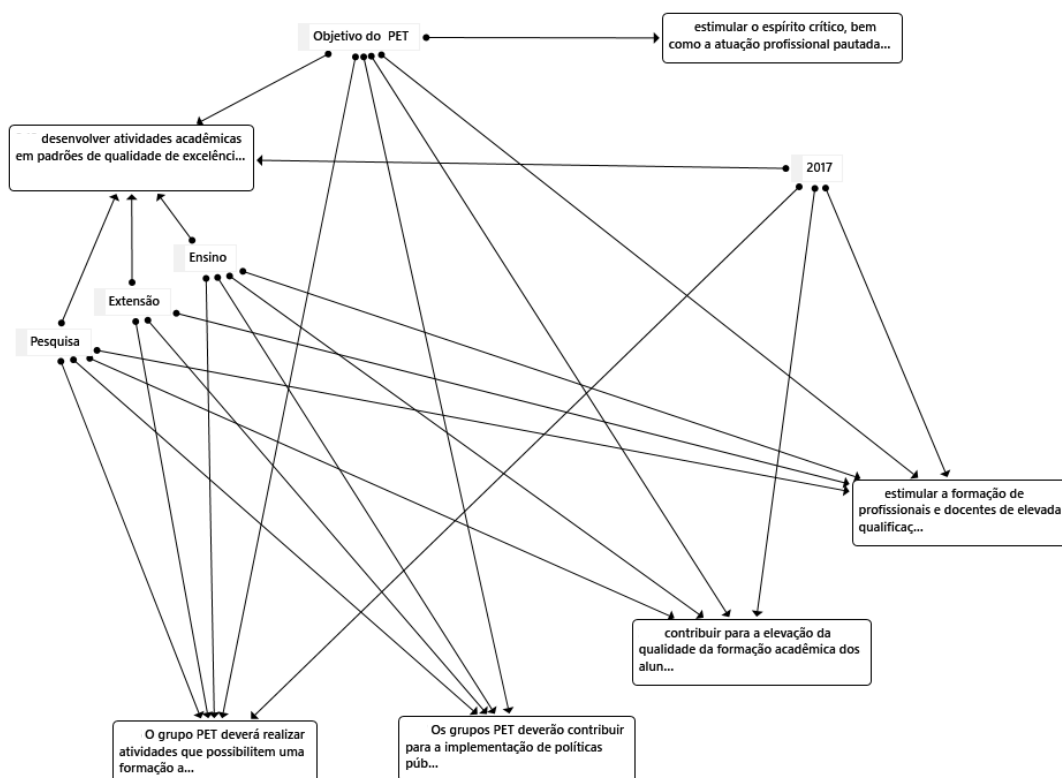 Objetivo do PET
estimular o espírito crítico, bem
como a atuação profissional pautada...
desenvolver atividades acadêmicas
em padrões de qualidade de excelênci...
2017
Ensino
Extensão
Pesquisa
estimular a formação de
profissionais e docentes de elevada
qualificaç...
contribuir para a elevação da
qualidade da formação acadêmica dos
alun...
O grupo PET deverá realizar
atividades que possibilitem uma
formação a...
Os grupos PET deverão contribuir
para a implementação de políticas
púb...